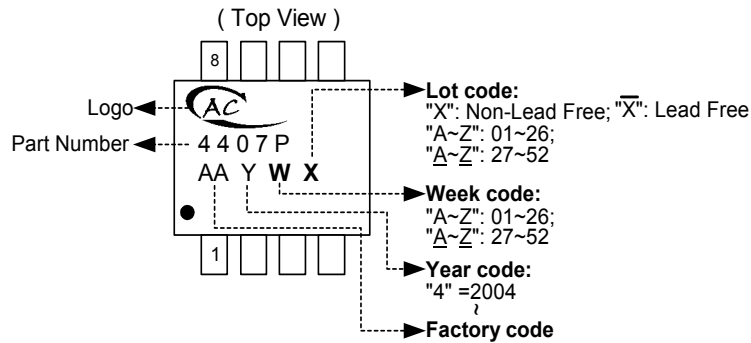 ( Top View )
8
AC
Logo
4 4 0 7 P
Part Number
AA Y W X
1
Lot code:
"X": Non-Lead Free; "X̅": Lead Free
"A~Z": 01~26;
"A̲~Z̲": 27~52
Week code:
"A~Z": 01~26;
"A̲~Z̲": 27~52
Year code:
"4" =2004
~
Factory code